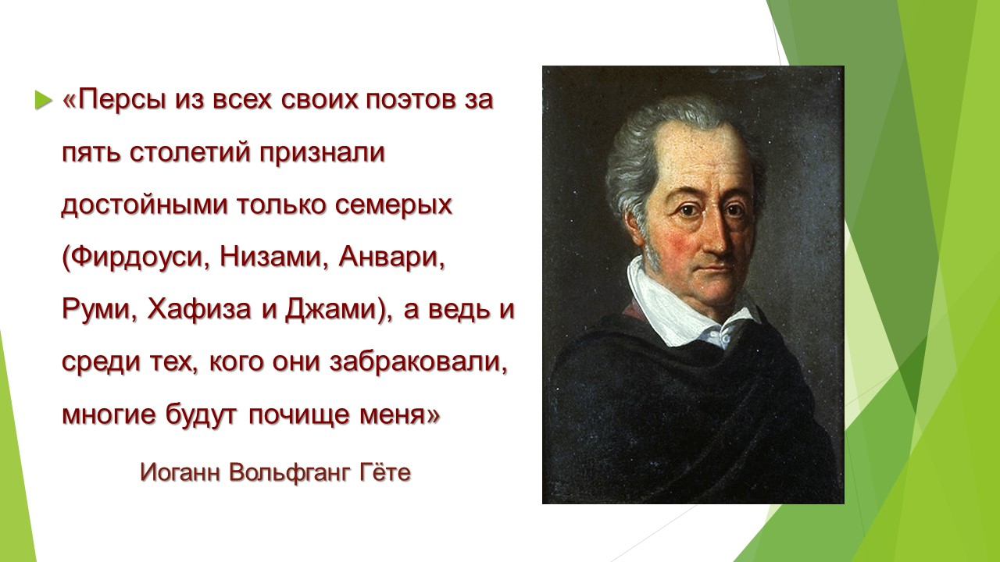 «Персы из всех своих поэтов за
пять столетий признали
достойными только семерых
(Фирдоуси, Низами, Анвари,
Руми, Хафиза и Джами), а ведь и
среди тех, кого они забраковали,
многие будут почище меня»
Иоганн Вольфганг Гёте